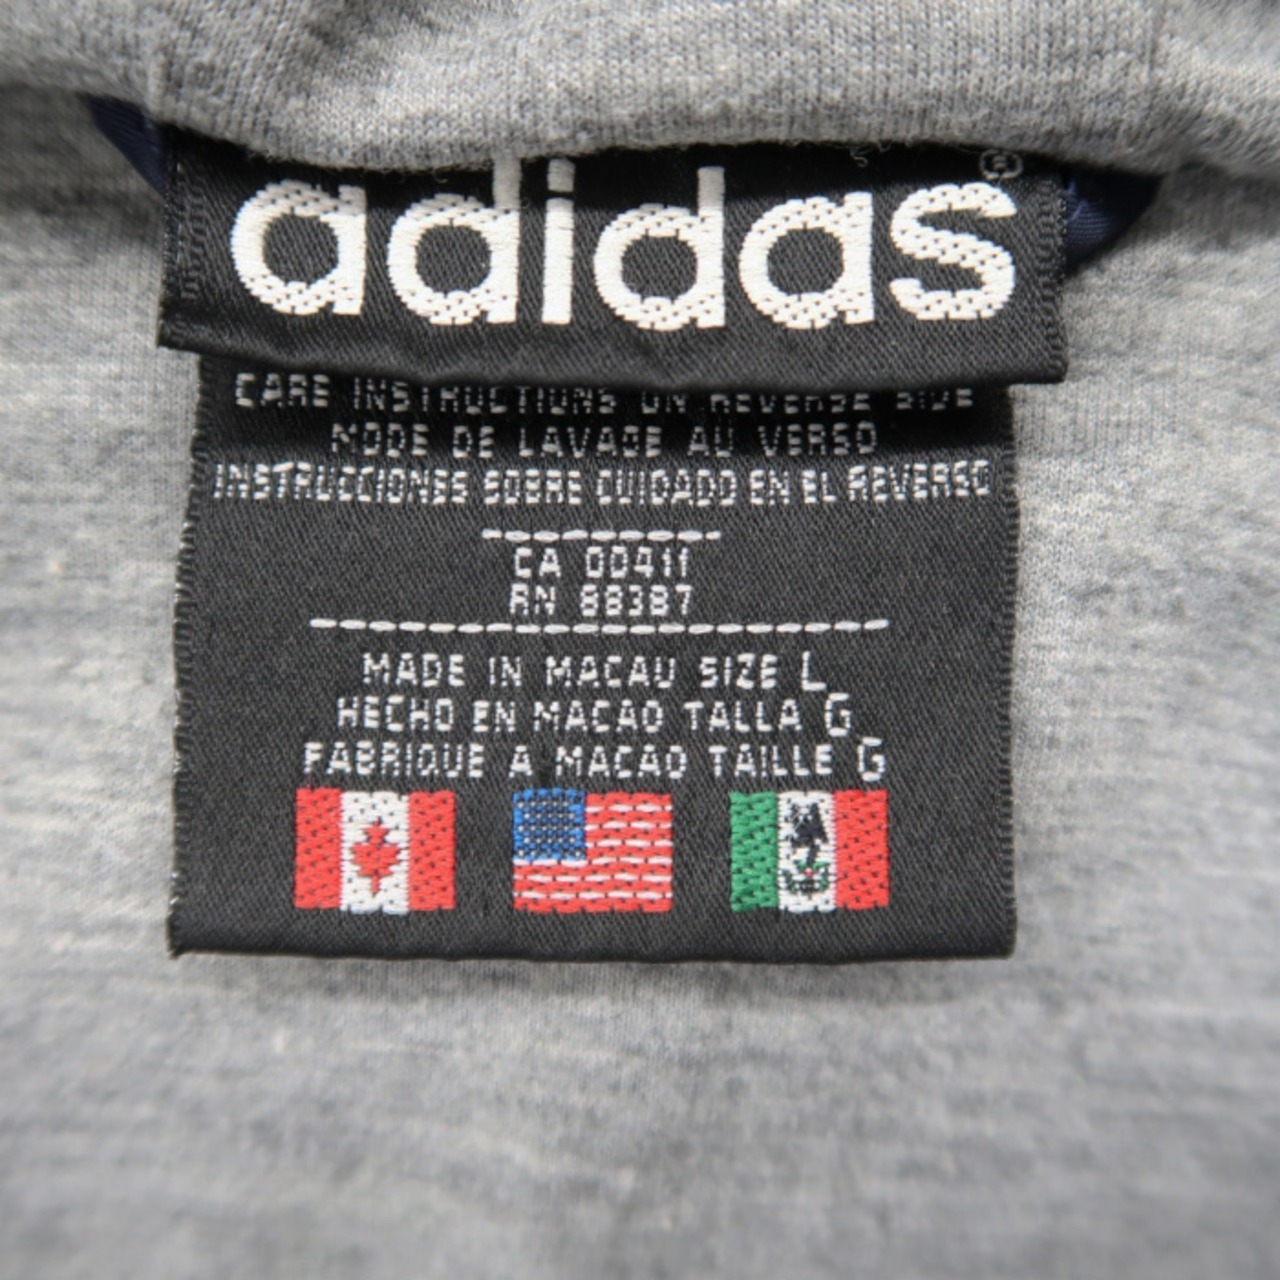 adidas®
CARE INSTRUCTIONS ON REVERSE SIDE
MODE DE LAVAGE AU VERSO
INSTRUCCIONES SOBRE CUIDADO EN EL REVERSO
CA 00411
RN 88387
MADE IN MACAU SIZE L
HECHO EN MACAO TALLA G
FABRIQUE A MACAO TAILLE G